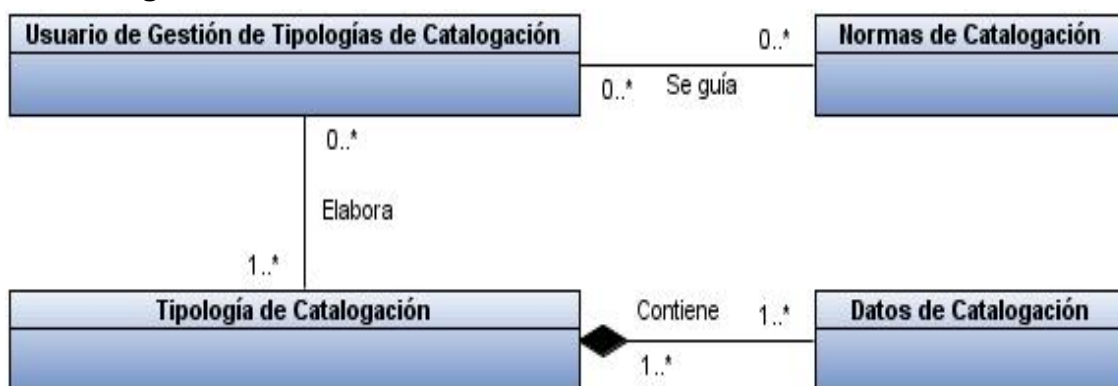 Usuario de Gestión de Tipologías de Catalogación
0..*
Normas de Catalogación
0..*
Se guía
0..*
Elabora
1..*
Tipología de Catalogación
Contiene
1..*
Datos de Catalogación
1..*